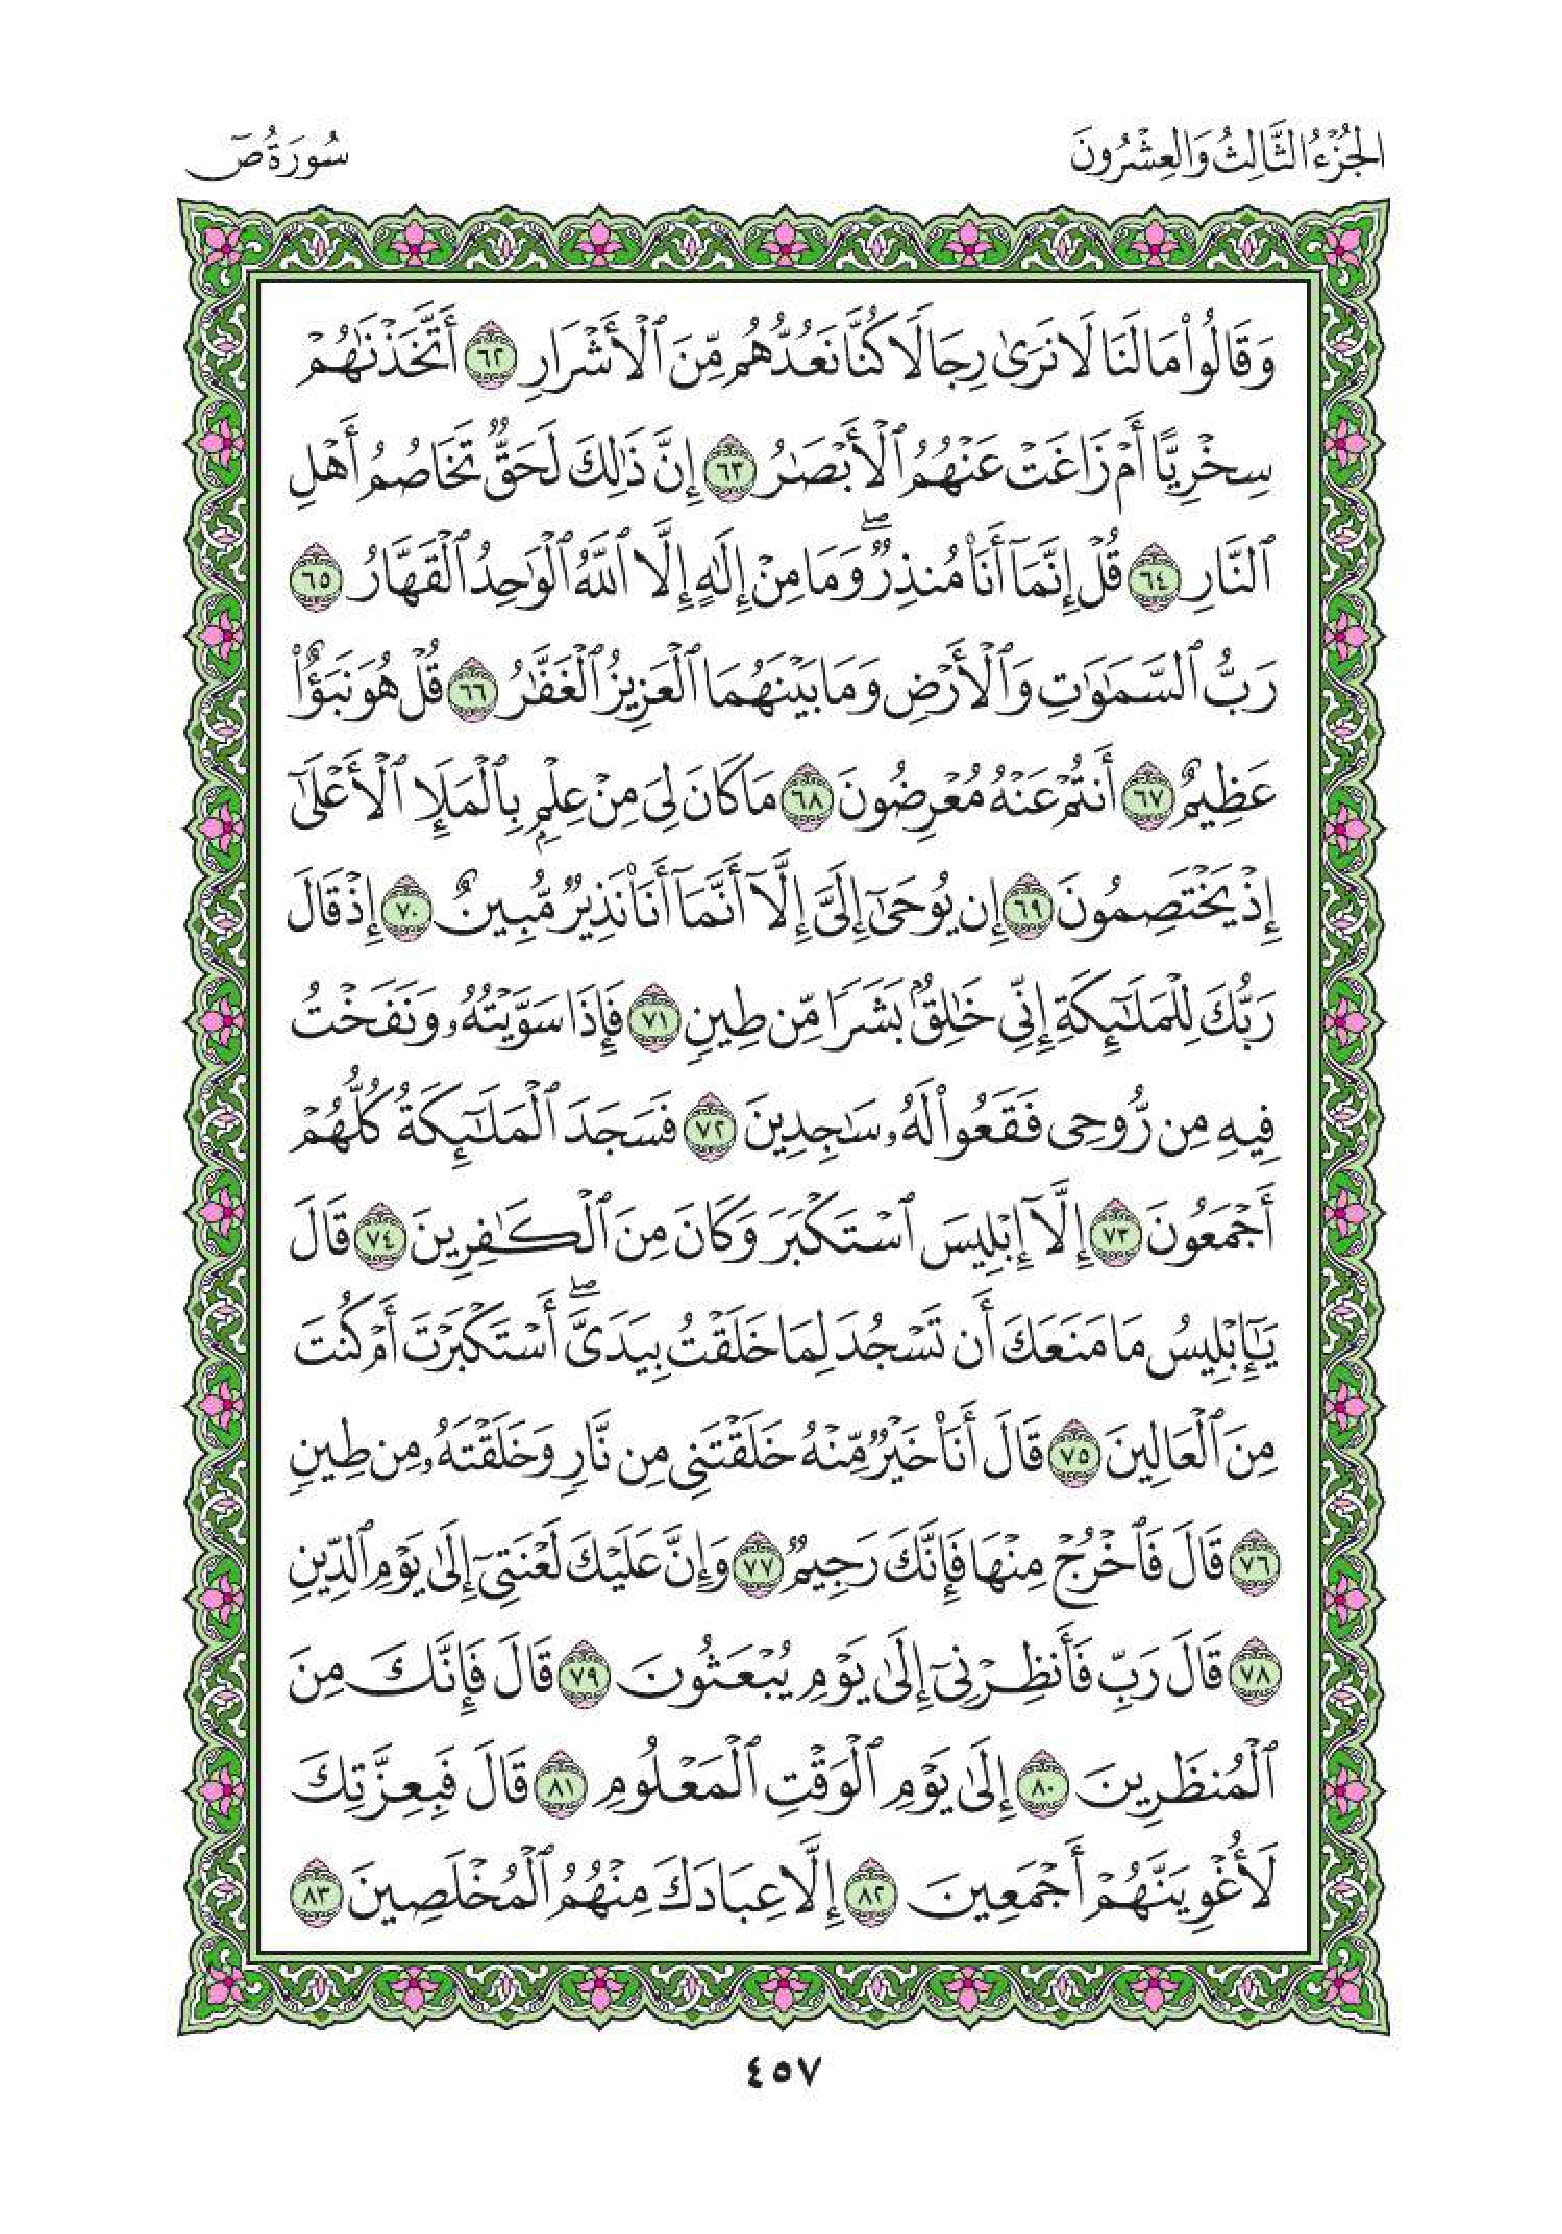 الجُزْءُ الثَّالِثُ وَالعِشْرُونَ
سُورَةُ صٓ
وَقَالُوا۟ مَا لَنَا لَا نَرَىٰ رِجَالًا كُنَّا نَعُدُّهُم مِّنَ ٱلْأَشْرَارِ ٦٢ أَتَّخَذْنَٰهُمْ
سِخْرِيًّا أَمْ زَاغَتْ عَنْهُمُ ٱلْأَبْصَٰرُ ٦٣ إِنَّ ذَٰلِكَ لَحَقٌّ تَخَاصُمُ أَهْلِ
ٱلنَّارِ ٦٤ قُلْ إِنَّمَآ أَنَا۠ مُنذِرٌ ۖ وَمَا مِنْ إِلَٰهٍ إِلَّا ٱللَّهُ ٱلْوَٰحِدُ ٱلْقَهَّارُ ٦٥
رَبُّ ٱلسَّمَٰوَٰتِ وَٱلْأَرْضِ وَمَا بَيْنَهُمَا ٱلْعَزِيزُ ٱلْغَفَّٰرُ ٦٦ قُلْ هُوَ نَبَؤٌا۟
عَظِيمٌ ٦٧ أَنتُمْ عَنْهُ مُعْرِضُونَ ٦٨ مَا كَانَ لِىَ مِنْ عِلْمٍۭ بِٱلْمَلَإِ ٱلْأَعْلَىٰٓ
إِذْ يَخْتَصِمُونَ ٦٩ إِن يُوحَىٰٓ إِلَىَّ إِلَّآ أَنَّمَآ أَنَا۠ نَذِيرٌ مُّبِينٌ ٧٠ إِذْ قَالَ
رَبُّكَ لِلْمَلَٰٓئِكَةِ إِنِّى خَٰلِقٌۢ بَشَرًا مِّن طِينٍ ٧١ فَإِذَا سَوَّيْتُهُۥ وَنَفَخْتُ
فِيهِ مِن رُّوحِى فَقَعُوا۟ لَهُۥ سَٰجِدِينَ ٧٢ فَسَجَدَ ٱلْمَلَٰٓئِكَةُ كُلُّهُمْ
أَجْمَعُونَ ٧٣ إِلَّآ إِبْلِيسَ ٱسْتَكْبَرَ وَكَانَ مِنَ ٱلْكَٰفِرِينَ ٧٤ قَالَ
يَٰٓإِبْلِيسُ مَا مَنَعَكَ أَن تَسْجُدَ لِمَا خَلَقْتُ بِيَدَىَّ ۖ أَسْتَكْبَرْتَ أَمْ كُنتَ
مِنَ ٱلْعَالِينَ ٧٥ قَالَ أَنَا۠ خَيْرٌ مِّنْهُ خَلَقْتَنِى مِن نَّارٍ وَخَلَقْتَهُۥ مِن طِينٍ
٧٦ قَالَ فَٱخْرُجْ مِنْهَا فَإِنَّكَ رَجِيمٌ ٧٧ وَإِنَّ عَلَيْكَ لَعْنَتِىٓ إِلَىٰ يَوْمِ ٱلدِّينِ
٧٨ قَالَ رَبِّ فَأَنظِرْنِىٓ إِلَىٰ يَوْمِ يُبْعَثُونَ ٧٩ قَالَ فَإِنَّكَ مِنَ
ٱلْمُنظَرِينَ ٨٠ إِلَىٰ يَوْمِ ٱلْوَقْتِ ٱلْمَعْلُومِ ٨١ قَالَ فَبِعِزَّتِكَ
لَأُغْوِيَنَّهُمْ أَجْمَعِينَ ٨٢ إِلَّا عِبَادَكَ مِنْهُمُ ٱلْمُخْلَصِينَ ٨٣
٤٥٧